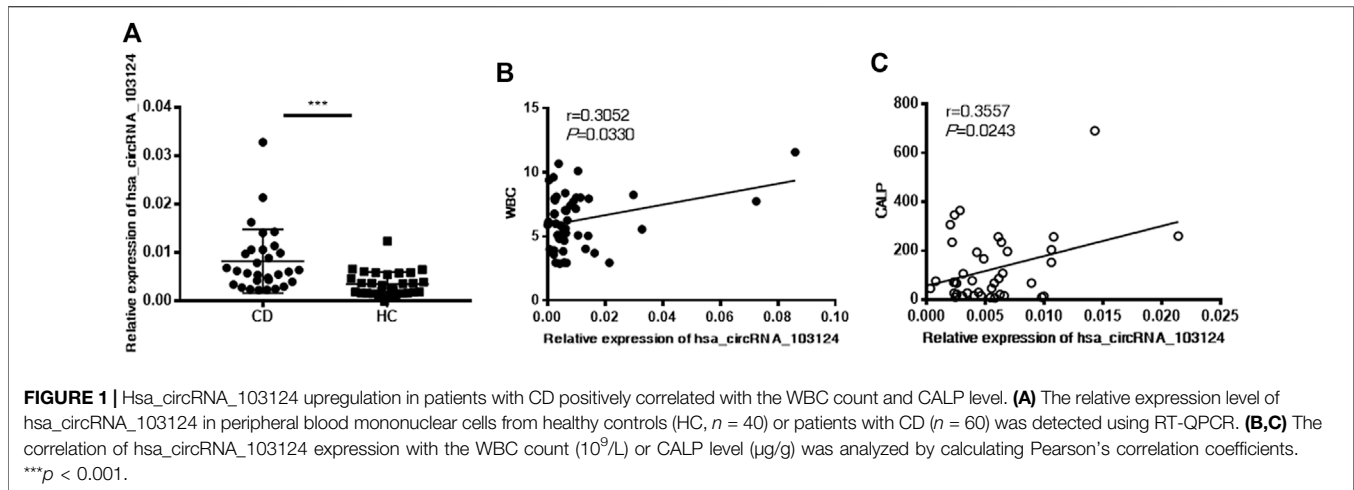 A
Relative expression of hsa_circRNA_103124
0.04
0.03
0.02
0.01
0.00
***
CD
HC
B
WBC
15
10
5
0
r=0.3052
P=0.0330
0.00
0.02
0.04
0.06
0.08
0.10
Relative expression of hsa_circRNA_103124
C
CALP
800
600
400
200
0
r=0.3557
P=0.0243
0.000
0.005
0.010
0.015
0.020
0.025
Relative expression of hsa_circRNA_103124
FIGURE 1 | Hsa_circRNA_103124 upregulation in patients with CD positively correlated with the WBC count and CALP level. (A) The relative expression level of
hsa_circRNA_103124 in peripheral blood mononuclear cells from healthy controls (HC, n = 40) or patients with CD (n = 60) was detected using RT-QPCR. (B,C) The
correlation of hsa_circRNA_103124 expression with the WBC count (10⁹/L) or CALP level (μg/g) was analyzed by calculating Pearson's correlation coefficients.
***p < 0.001.